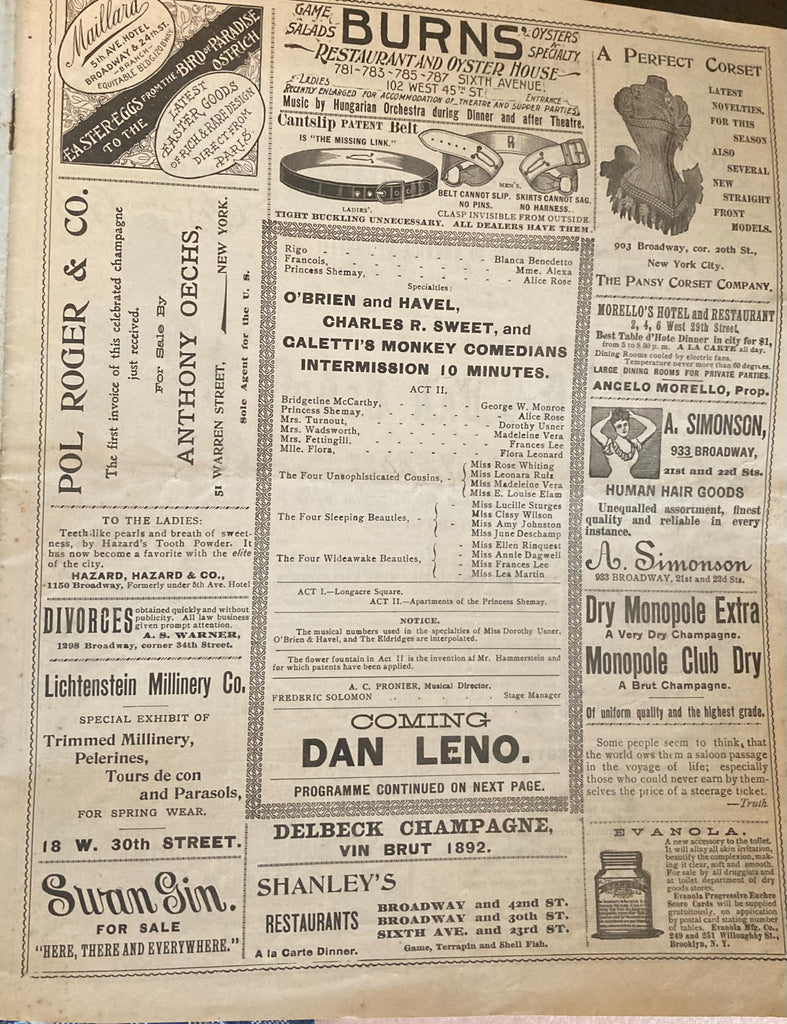 Maillard
5th AVE. HOTEL
BROADWAY & 24th ST.
BRANCH
EQUITABLE BLDG. 120 BWAY
EASTER-EGGS FROM THE BIRD OF PARADISE
TO THE OSTRICH
LATEST
EASTER GOODS
OF RICH & RARE DESIGN
DIRECT FROM
PARIS.
POL ROGER & CO.
The first invoice of this celebrated champagne
just received,
For Sale By
ANTHONY OECHS,
51 WARREN STREET, NEW YORK.
Sole Agent for the U. S.
TO THE LADIES:
Teeth like pearls and breath of sweet-
ness, by Hazard's Tooth Powder. It
has now become a favorite with the elite
of the city.
HAZARD, HAZARD & CO.,
1150 Broadway, Formerly under 5th Ave. Hotel
DIVORCES obtained quickly and without
publicity. All law business
given prompt attention.
A. S. WARNER,
1298 Broadway, corner 34th Street.
Lichtenstein Millinery Co.
SPECIAL EXHIBIT OF
Trimmed Millinery,
Pelerines,
Tours de con
and Parasols,
FOR SPRING WEAR.
18 W. 30th STREET.
Swan Gin.
FOR SALE
"HERE, THERE AND EVERYWHERE."
GAME
SALADS
BURNS
OYSTERS
A
SPECIALTY
RESTAURANT AND OYSTER HOUSE
781-783-785-787 SIXTH AVENUE,
LADIES 102 WEST 45TH ST. ENTRANCE
RECENTLY ENLARGED FOR ACCOMMODATION OF THEATRE AND SUPPER PARTIES.
Music by Hungarian Orchestra during Dinner and after Theatre.
Cantslip PATENT Belt
IS "THE MISSING LINK."
LADIES'.
MEN'S.
BELT CANNOT SLIP. SKIRTS CANNOT SAG.
NO PINS. NO HARNESS.
CLASP INVISIBLE FROM OUTSIDE.
TIGHT BUCKLING UNNECESSARY. ALL DEALERS HAVE THEM.
Rigo - - - - Blanca Benedetto
Francois, - - - - Mme. Alexa
Princess Shemay, - - - - Alice Rose
Specialties:
O'BRIEN and HAVEL,
CHARLES R. SWEET, and
GALETTI'S MONKEY COMEDIANS
INTERMISSION 10 MINUTES.
ACT II.
Bridgetine McCarthy, - - - - George W. Monroe
Princess Shemay, - - - - Alice Rose
Mrs. Turnout, - - - - Dorothy Usner
Mrs. Wadsworth, - - - - Madeleine Vera
Mrs. Fettingill, - - - - Frances Lee
Mlle. Flora, - - - - Flora Leonard
The Four Unsophisticated Cousins, - -
Miss Rose Whiting
Miss Leonara Ruiz
Miss Madeleine Vera
Miss E. Louise Elam
The Four Sleeping Beauties, - -
Miss Lucille Sturges
Miss Cissy Wilson
Miss Amy Johnston
Miss June Deschamp
The Four Wideawake Beauties, - -
Miss Ellen Rinquest
Miss Annie Dagwell
Miss Frances Lee
Miss Lea Martin
ACT I.—Longacre Square.
ACT II.—Apartments of the Princess Shemay.
NOTICE.
The musical numbers used in the specialties of Miss Dorothy Usner,
O'Brien & Havel, and The Eldridges are interpolated.
The flower fountain in Act II is the invention af Mr. Hammerstein and
for which patents have been applied.
A. C. PRONIER, Musical Director.
FREDERIC SOLOMON . . . . Stage Manager
COMING
DAN LENO.
PROGRAMME CONTINUED ON NEXT PAGE.
DELBECK CHAMPAGNE,
VIN BRUT 1892.
SHANLEY'S
RESTAURANTS
BROADWAY and 42nd ST.
BROADWAY and 30th ST.
SIXTH AVE. and 23rd ST.
A la Carte Dinner. Game, Terrapin and Shell Fish.
A PERFECT CORSET
LATEST
NOVELTIES.
FOR THIS
SEASON
ALSO
SEVERAL
NEW
STRAIGHT
FRONT
MODELS.
903 Broadway, cor. 20th St.,
New York City.
THE PANSY CORSET COMPANY.
MORELLO'S HOTEL and RESTAURANT
2, 4, 6 West 29th Street.
Best Table d'Hote Dinner in city for $1,
from 5 to 8 30 p. m. A LA CARTE all day.
Dining Rooms cooled by electric fans.
Temperature never more than 60 degrees.
LARGE DINING ROOMS FOR PRIVATE PARTIES.
ANGELO MORELLO, Prop.
A. SIMONSON,
933 BROADWAY,
21st and 22d Sts.
HUMAN HAIR GOODS
Unequalled assortment, finest
quality and reliable in every
instance.
A. Simonson
933 BROADWAY, 21st and 22d Sts.
Dry Monopole Extra
A Very Dry Champagne.
Monopole Club Dry
A Brut Champagne.
Of uniform quality and the highest grade.
Some people seem to think, that
the world ows them a saloon passage
in the voyage of life; especially
those who could never earn by them-
selves the price of a steerage ticket.
—Truth.
EVANOLA.
A new accessory to the toilet.
It will allay all skin irritation,
beautify the complexion, mak-
ing it clear, soft and smooth.
For sale by all druggists and
at toilet department of dry
goods stores.
Evanola Progressive Euchre
Score Cards will be supplied
gratuitously, on application
by postal card stating number
of tables. Evanola Mfg. Co.,
249 and 251 Willoughby St.,
Brooklyn, N. Y.